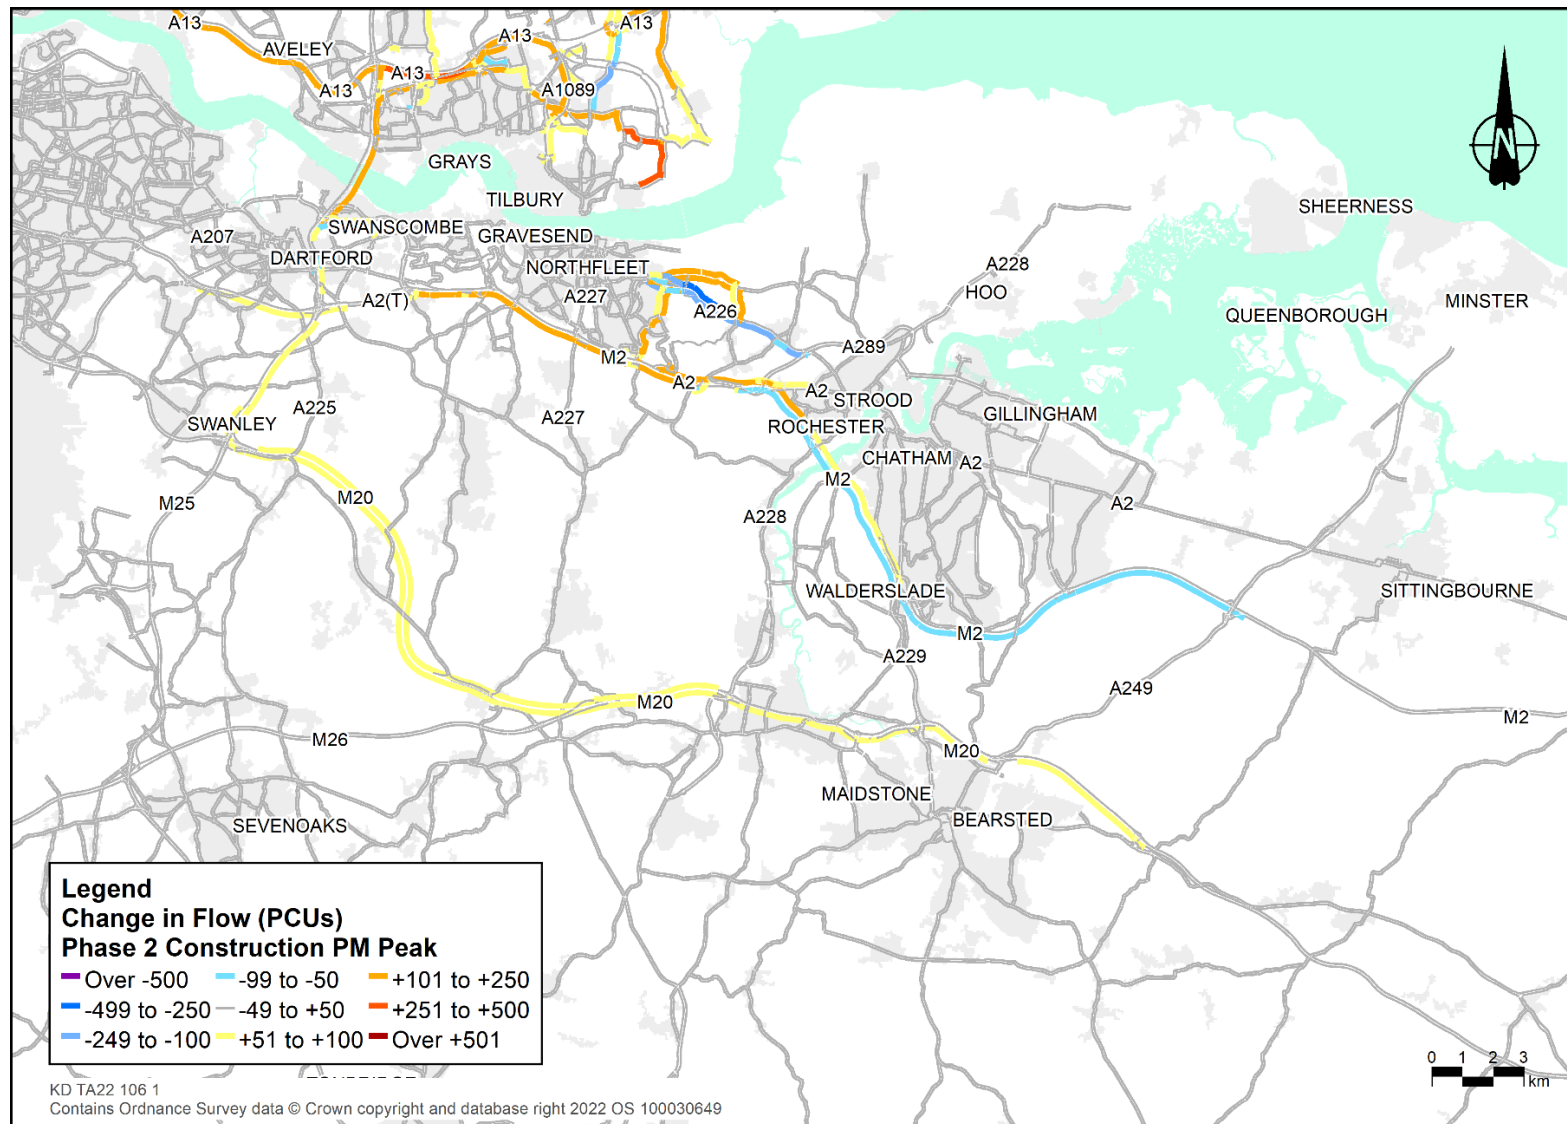 A13
A13
A13
AVELEY
A13
A13
A1089
GRAYS
TILBURY
SWANSCOMBE
A207
GRAVESEND
DARTFORD
NORTHFLEET
A2(T)
A227
A226
SHEERNESS
A228
HOO
MINSTER
QUEENBOROUGH
A289
M2
A2
A2
STROOD
A225
A227
SWANLEY
ROCHESTER
GILLINGHAM
CHATHAM
A2
M2
M20
M25
A228
A2
WALDERSLADE
SITTINGBOURNE
M2
A229
A249
M20
M2
M26
M20
MAIDSTONE
SEVENOAKS
BEARSTED
N
Legend
Change in Flow (PCUs)
Phase 2 Construction PM Peak
Over -500 -99 to -50 +101 to +250
-499 to -250 -49 to +50 +251 to +500
-249 to -100 +51 to +100 Over +501
0 1 2 3
km
KD TA22 106 1
Contains Ordnance Survey data © Crown copyright and database right 2022 OS 100030649